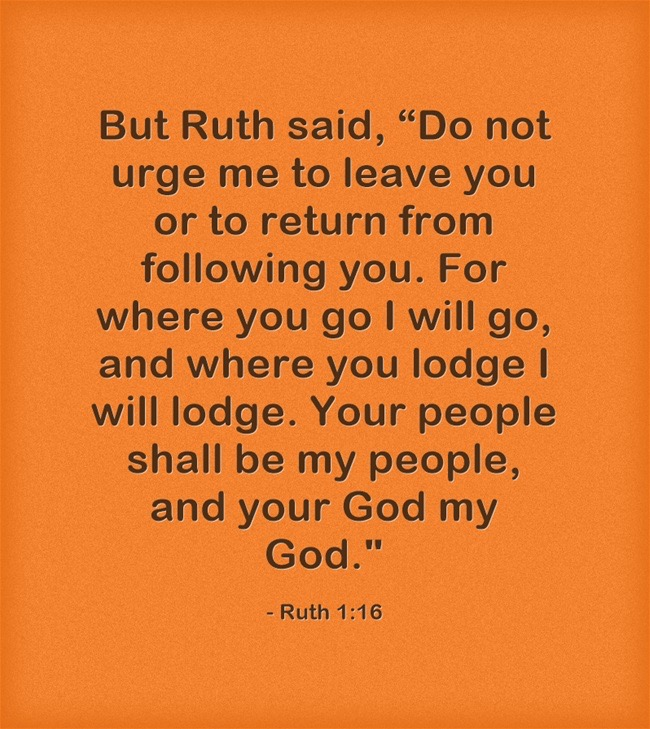 But Ruth said, “Do not
urge me to leave you
or to return from
following you. For
where you go I will go,
and where you lodge I
will lodge. Your people
shall be my people,
and your God my
God."
- Ruth 1:16